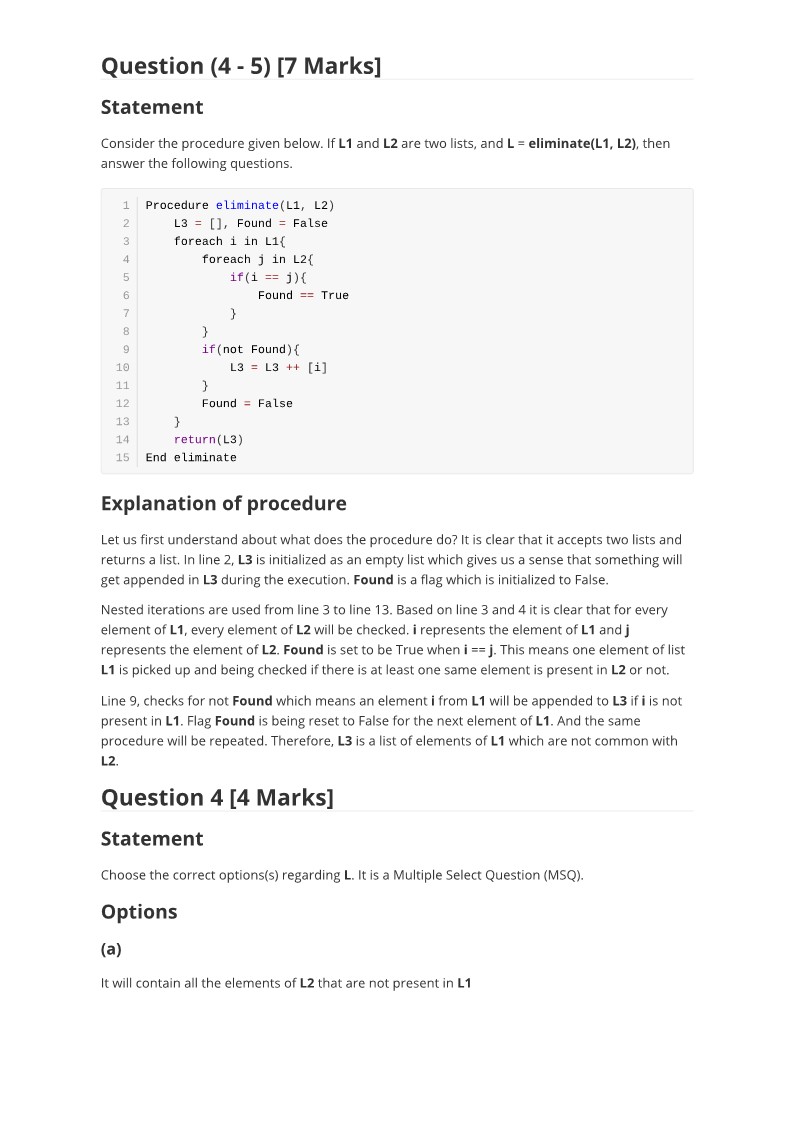 Question (4 - 5) [7 Marks]
Statement
Consider the procedure given below. If L1 and L2 are two lists, and L = eliminate(L1, L2), then
answer the following questions.
1 Procedure eliminate(L1, L2)
2     L3 = [], Found = False
3     foreach i in L1{
4         foreach j in L2{
5             if(i == j){
6                 Found == True
7             }
8         }
9         if(not Found){
10             L3 = L3 ++ [i]
11         }
12         Found = False
13     }
14     return(L3)
15 End eliminate
Explanation of procedure
Let us first understand about what does the procedure do? It is clear that it accepts two lists and
returns a list. In line 2, L3 is initialized as an empty list which gives us a sense that something will
get appended in L3 during the execution. Found is a flag which is initialized to False.
Nested iterations are used from line 3 to line 13. Based on line 3 and 4 it is clear that for every
element of L1, every element of L2 will be checked. i represents the element of L1 and j
represents the element of L2. Found is set to be True when i == j. This means one element of list
L1 is picked up and being checked if there is at least one same element is present in L2 or not.
Line 9, checks for not Found which means an element i from L1 will be appended to L3 if i is not
present in L1. Flag Found is being reset to False for the next element of L1. And the same
procedure will be repeated. Therefore, L3 is a list of elements of L1 which are not common with
L2.
Question 4 [4 Marks]
Statement
Choose the correct options(s) regarding L. It is a Multiple Select Question (MSQ).
Options
(a)
It will contain all the elements of L2 that are not present in L1